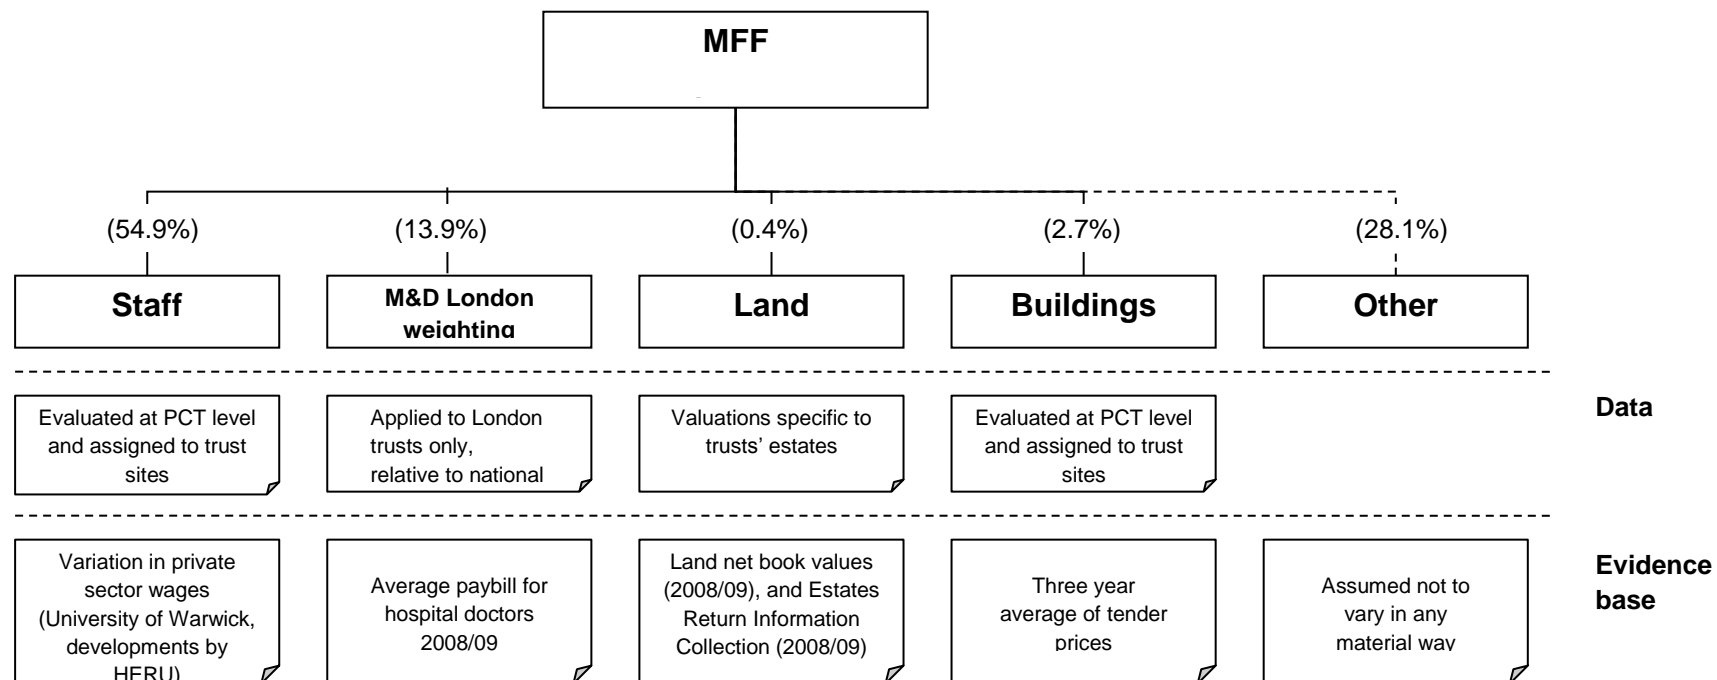 MFF
(54.9%)
(13.9%)
(0.4%)
(2.7%)
(28.1%)
Staff
M&D London
weighting
Land
Buildings
Other
Evaluated at PCT level
and assigned to trust
sites
Applied to London
trusts only,
relative to national
Valuations specific to
trusts’ estates
Evaluated at PCT level
and assigned to trust
sites
Data
Variation in private
sector wages
(University of Warwick,
developments by
HERU)
Average paybill for
hospital doctors
2008/09
Land net book values
(2008/09), and Estates
Return Information
Collection (2008/09)
Three year
average of tender
prices
Assumed not to
vary in any
material way
Evidence
base